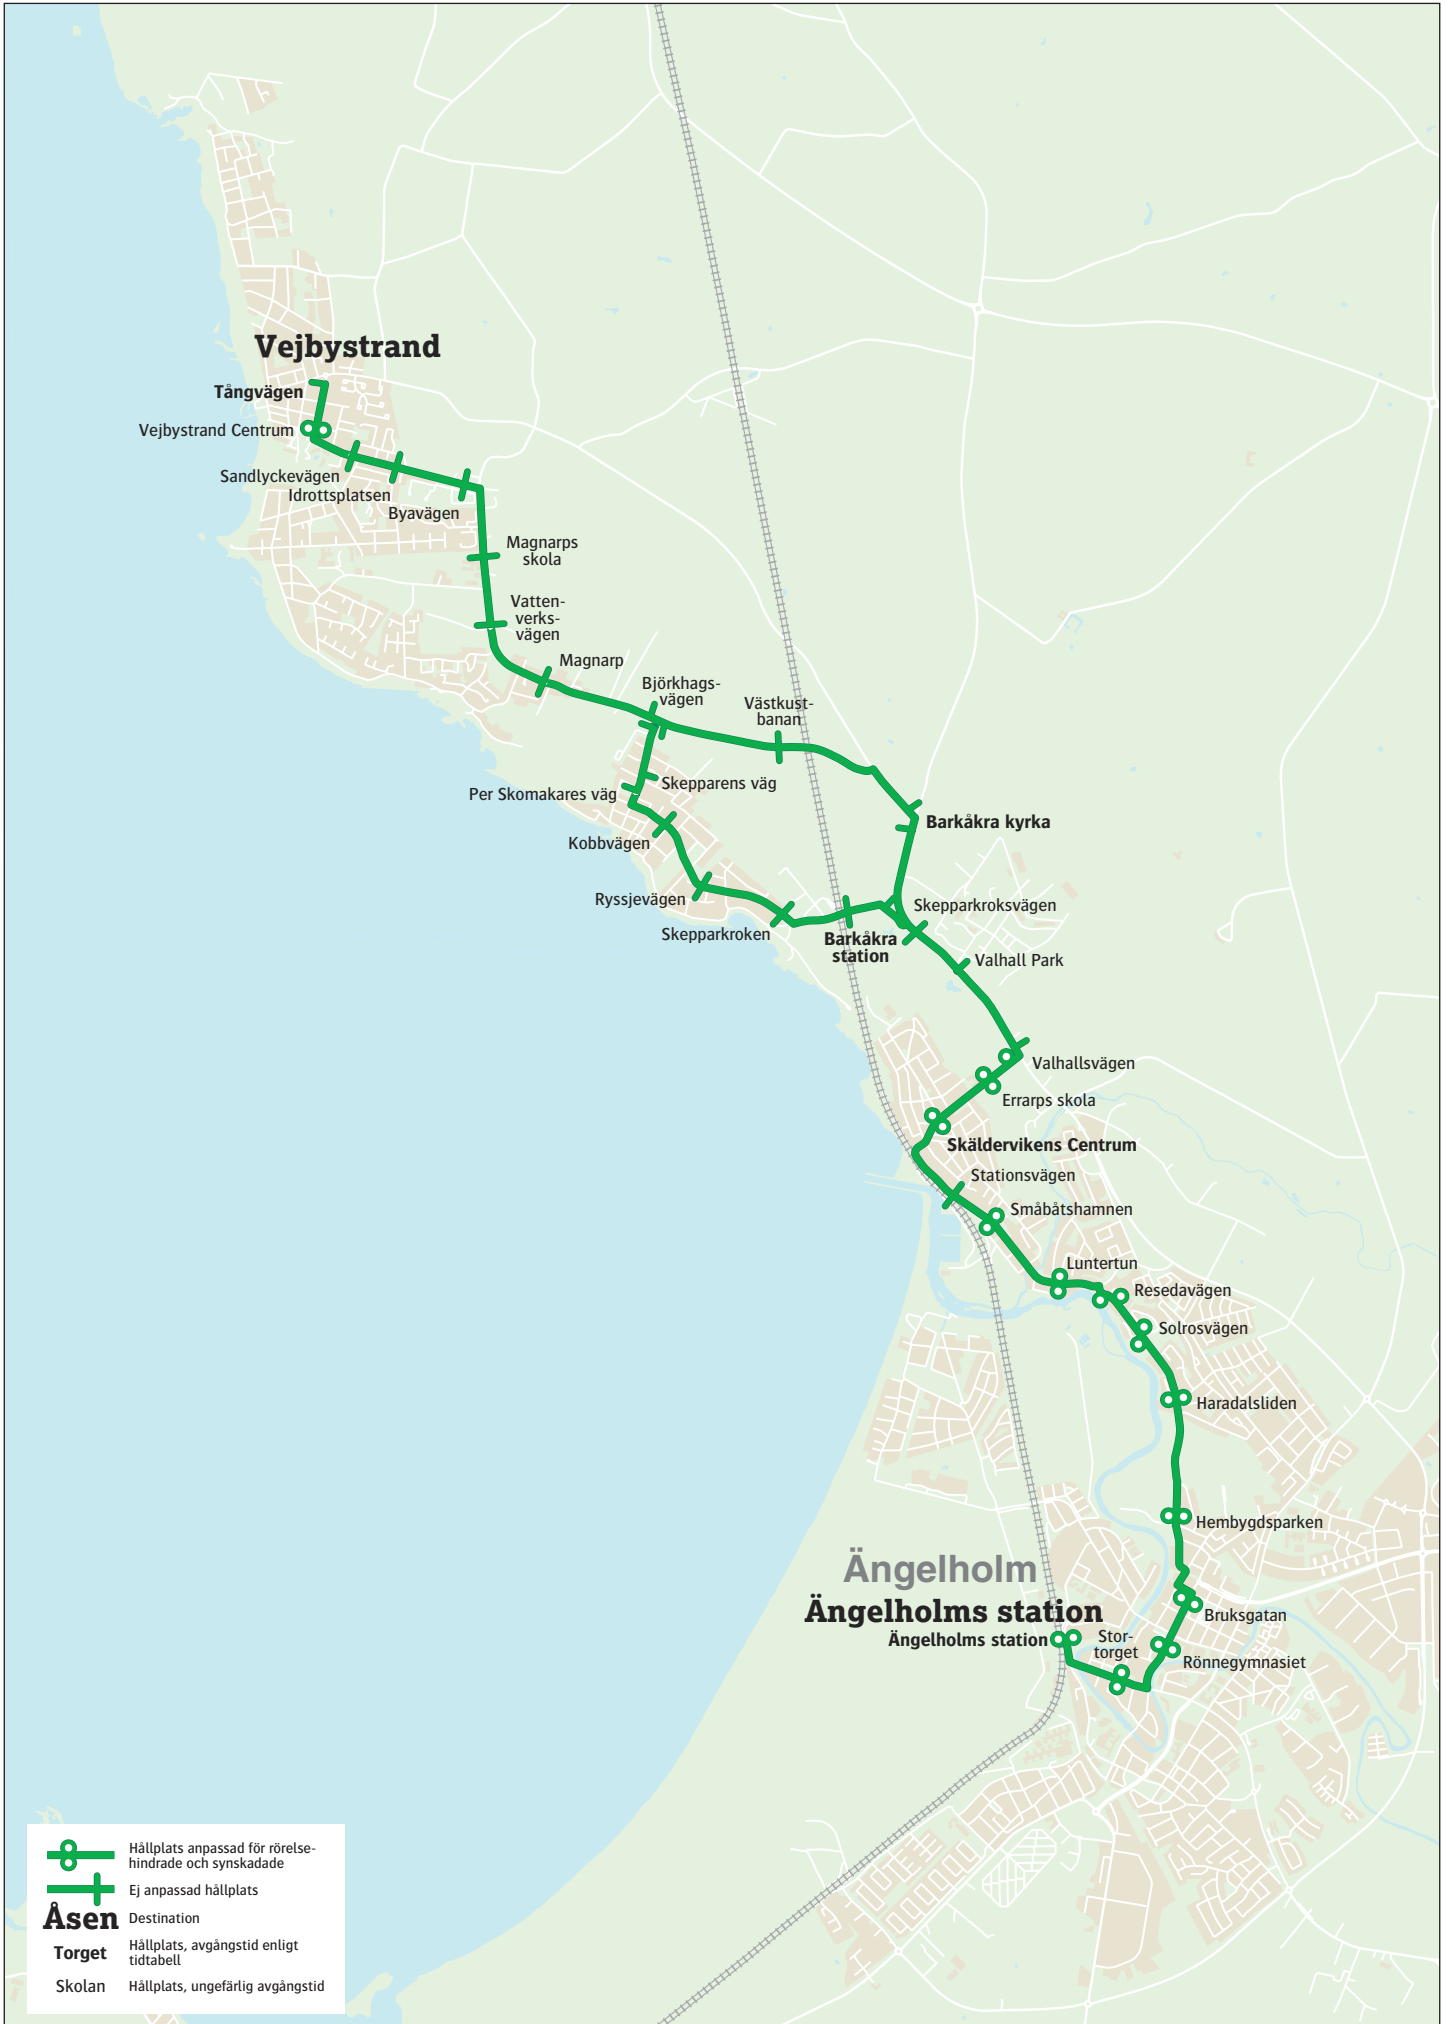 Vejbystrand
Tångvägen
Vejbystrand Centrum
Sandlyckevägen
Idrottsplatsen
Byavägen
Magnarps
skola
Vatten-
verks-
vägen
Magnarp
Björkhags-
vägen
Västkust-
banan
Skepparens väg
Per Skomakares väg
Barkåkra kyrka
Kobbvägen
Ryssjevägen
Skepparkroksvägen
Skepparkroken
Barkåkra
station
Valhall Park
Valhallsvägen
Errarps skola
Skäldervikens Centrum
Stationsvägen
Småbåtshamnen
Luntertun
Resedavägen
Solrosvägen
Haradalsliden
Hembygdsparken
Ängelholm
Ängelholms station
Bruksgatan
Ängelholms station
Stor-
torget
Rönnegymnasiet
Hållplats anpassad för rörelse-
hindrade och synskadade
Ej anpassad hållplats
Åsen Destination
Torget Hållplats, avgångstid enligt
tidtabell
Skolan Hållplats, ungefärlig avgångstid